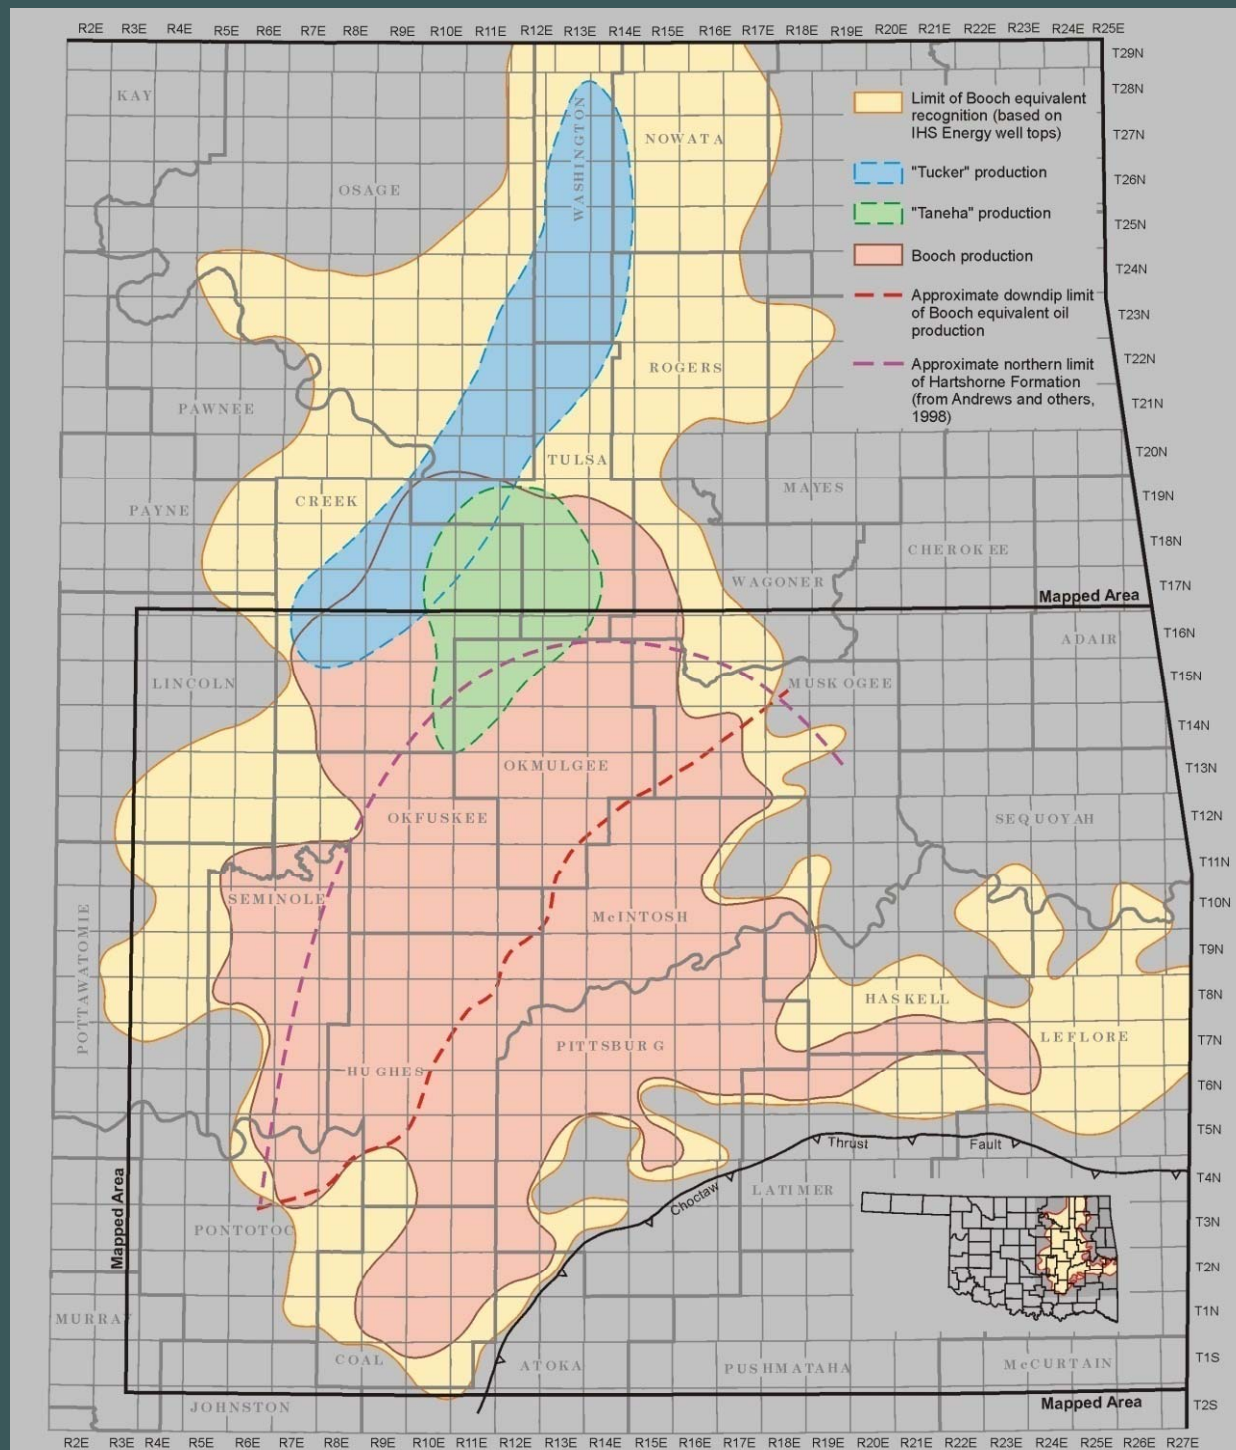 R2E R3E R4E R5E R6E R7E R8E R9E R10E R11E R12E R13E R14E R15E R16E R17E R18E R19E R20E R21E R22E R23E R24E R25E
T29N
KAY
T28N
Limit of Booch equivalent
recognition (based on
IHS Energy well tops)
WASHINGTON
NOWATA
T27N
"Tucker" production
T26N
OSAGE
"Taneha" production
T25N
Booch production
T24N
Approximate downdip limit
of Booch equivalent oil
production
T23N
Approximate northern limit
of Hartshorne Formation
(from Andrews and others,
1998)
T22N
ROGERS
T21N
PAWNEE
T20N
TULSA
MAYES
T19N
CREEK
PAYNE
T18N
CHEROKEE
WAGONER
T17N
Mapped Area
T16N
ADAIR
LINCOLN
MUSKOGEE
T15N
T14N
OKMULGEE
T13N
OKFUSKEE
SEQUOYAH
T12N
T11N
SEMINOLE
T10N
McINTOSH
POTTAWATOMIE
T9N
HASKELL
T8N
LEFLORE
PITTSBURG
T7N
HUGHES
T6N
T5N
Thrust
Fault
T4N
Choctaw
LATIMER
Mapped Area
PONTOTOC
T3N
T2N
T1N
MURRAY
COAL
ATOKA
PUSHMATAHA
McCURTAIN
T1S
Mapped Area
JOHNSTON
T2S
R2E R3E R4E R5E R6E R7E R8E R9E R10E R11E R12E R13E R14E R15E R16E R17E R18E R19E R20E R21E R22E R23E R24E R25E R26E R27E